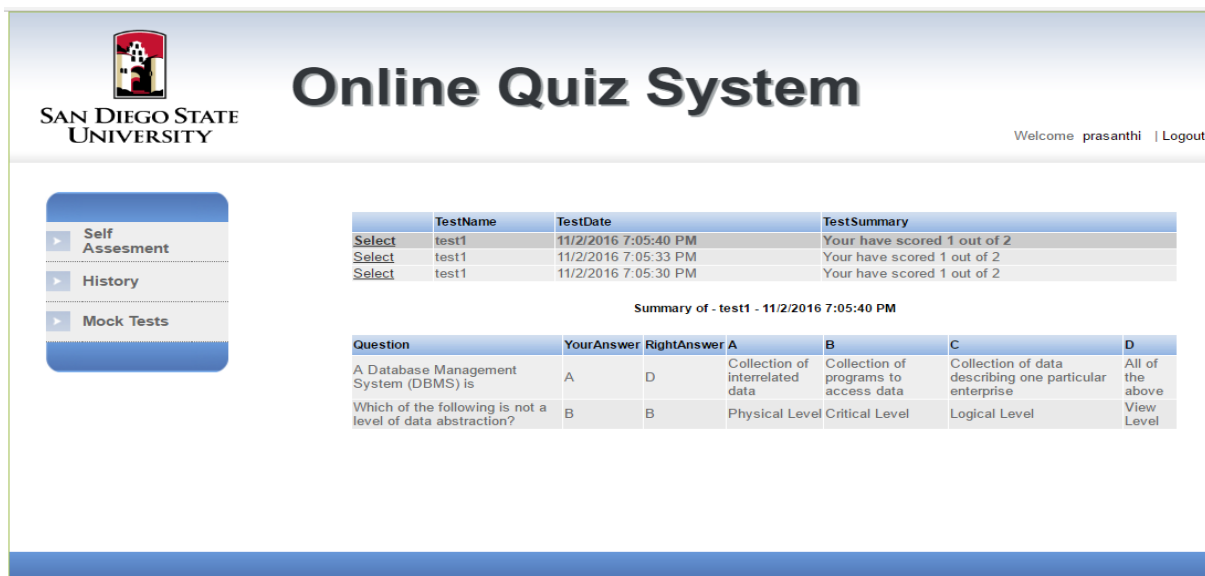 SAN DIEGO STATE
UNIVERSITY
Online Quiz System
Welcome prasanthi | Logout
Self
Assesment
History
Mock Tests
TestName TestDate TestSummary
Select test1 11/2/2016 7:05:40 PM Your have scored 1 out of 2
Select test1 11/2/2016 7:05:33 PM Your have scored 1 out of 2
Select test1 11/2/2016 7:05:30 PM Your have scored 1 out of 2
Summary of - test1 - 11/2/2016 7:05:40 PM
Question YourAnswer RightAnswer A B C D
A Database Management
System (DBMS) is
A
D
Collection of
interrelated
data
Collection of
programs to
access data
Collection of data
describing one particular
enterprise
All of
the
above
Which of the following is not a
level of data abstraction?
B
B
Physical Level
Critical Level
Logical Level
View
Level